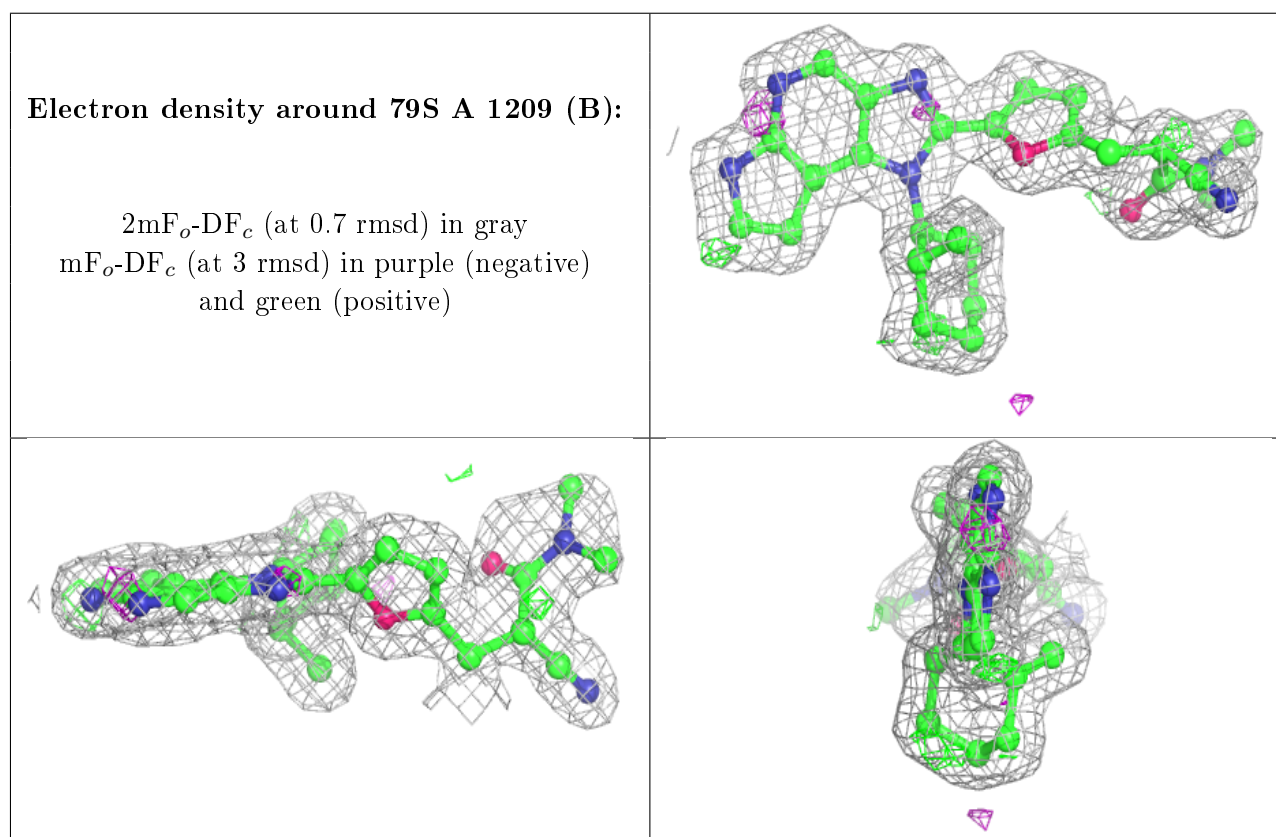 Electron density around 79S A 1209 (B):
2mFo-DFc (at 0.7 rmsd) in gray
mFo-DFc (at 3 rmsd) in purple (negative)
and green (positive)